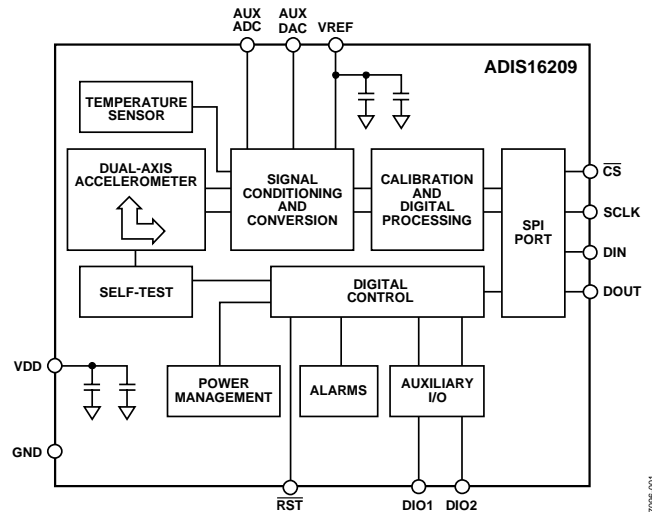 AUX
ADC
AUX
DAC
VREF
ADIS16209
TEMPERATURE
SENSOR
DUAL-AXIS
ACCELEROMETER
SIGNAL
CONDITIONING
AND
CONVERSION
CALIBRATION
AND
DIGITAL
PROCESSING
SPI
PORT
CS
SCLK
DIN
DOUT
SELF-TEST
DIGITAL
CONTROL
VDD
POWER
MANAGEMENT
ALARMS
AUXILIARY
I/O
GND
RST
DIO1
DIO2